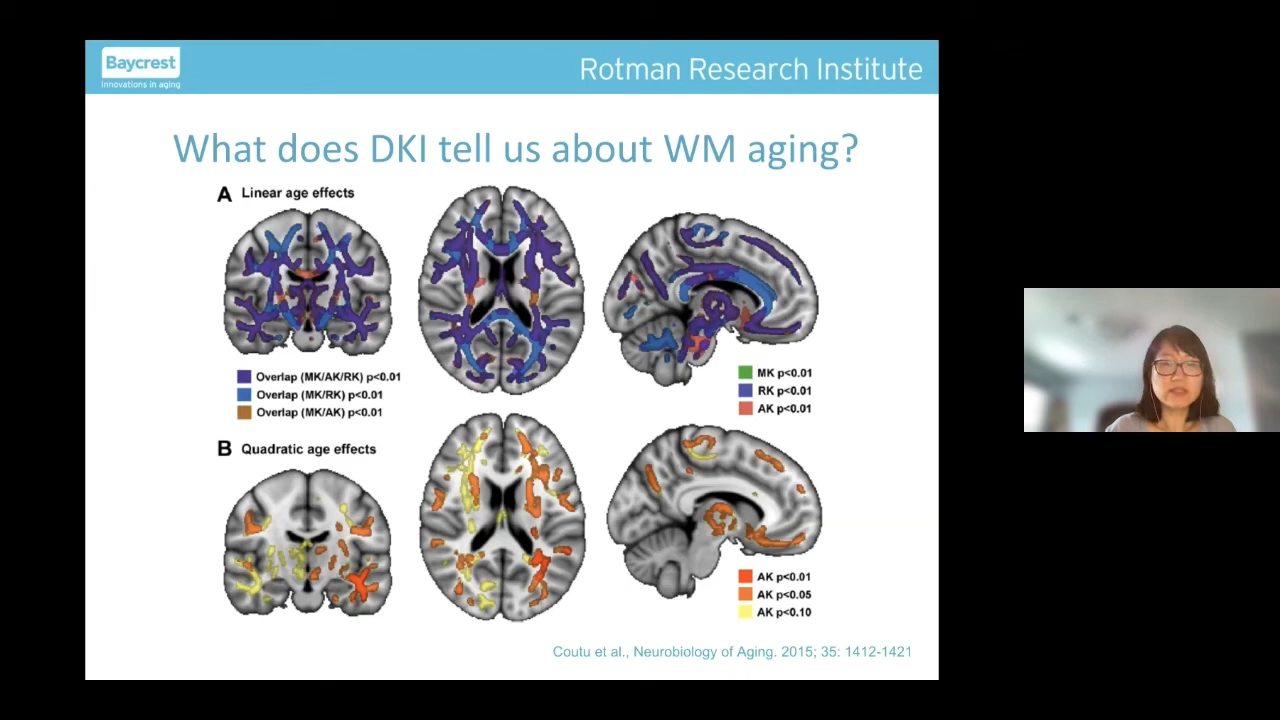 Baycrest
Innovations in aging
Rotman Research Institute
What does DKI tell us about WM aging?
A Linear age effects
Overlap (MK/AK/RK) p<0.01
Overlap (MK/RK) p<0.01
Overlap (MK/AK) p<0.01
MK p<0.01
RK p<0.01
AK p<0.01
B Quadratic age effects
AK p<0.01
AK p<0.05
AK p<0.10
Coutu et al., Neurobiology of Aging. 2015; 35: 1412-1421